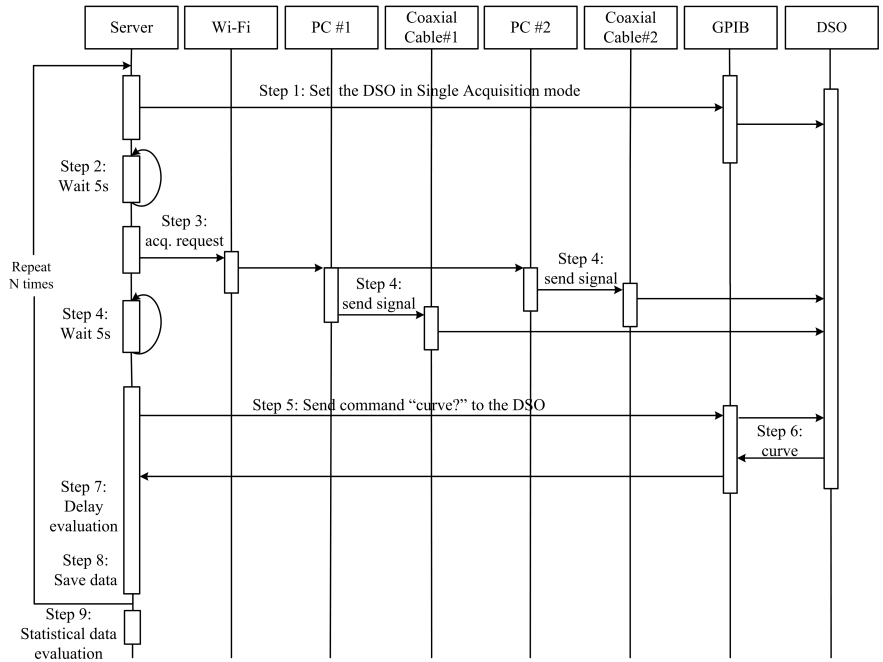 Server
Wi-Fi
PC #1
Coaxial
Cable#1
PC #2
Coaxial
Cable#2
GPIB
DSO
Step 1: Set  the DSO in Single Acquisition mode
Step 2:
Wait 5s
Step 3:
acq. request
Step 4:
send signal
Step 4:
send signal
Repeat
N times
Step 4:
Wait 5s
Step 5: Send command “curve?” to the DSO
Step 6:
curve
Step 7:
Delay
evaluation
Step 8:
Save data
Step 9:
Statistical data
evaluation